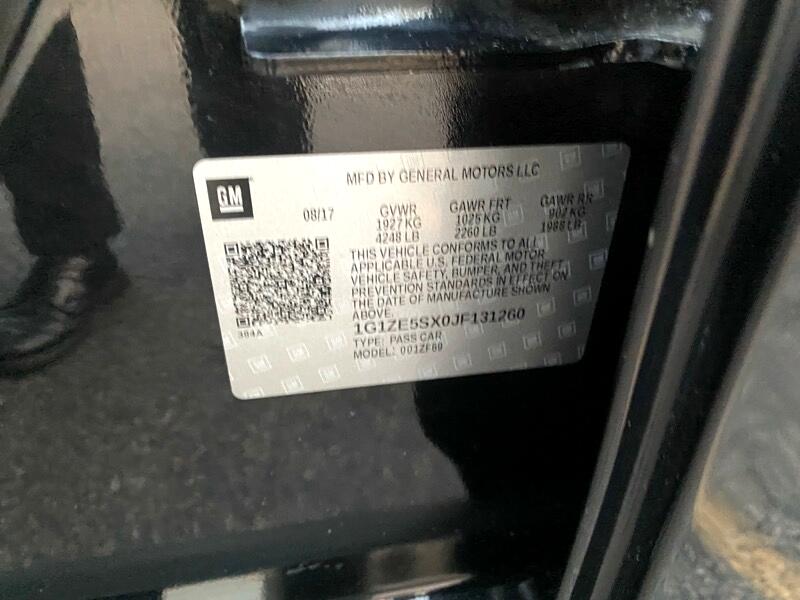 GM
MFD BY GENERAL MOTORS LLC
08/17 GVWR GAWR FRT GAWR RR
1927 KG 1025 KG 902 KG
4248 LB 2260 LB 1988 LB
THIS VEHICLE CONFORMS TO ALL
APPLICABLE U.S. FEDERAL MOTOR
VEHICLE SAFETY, BUMPER, AND THEFT
PREVENTION STANDARDS IN EFFECT ON
THE DATE OF MANUFACTURE SHOWN
ABOVE.
1G1ZE5SX0JF131260
TYPE: PASS CAR
MODEL: 001ZF69
394A